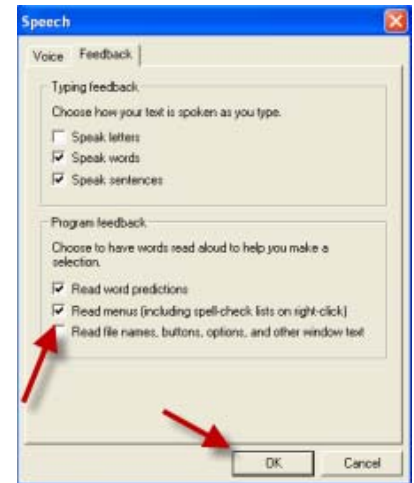 Speech
Voice Feedback
Typing feedback
Choose how your text is spoken as you type.
Speak letters
Speak words
Speak sentences
Program feedback
Choose to have words read aloud to help you make a
selection.
Read word predictions
Read menus (including spell-check lists on right-click)
Read file names, buttons, options, and other window text
OK Cancel